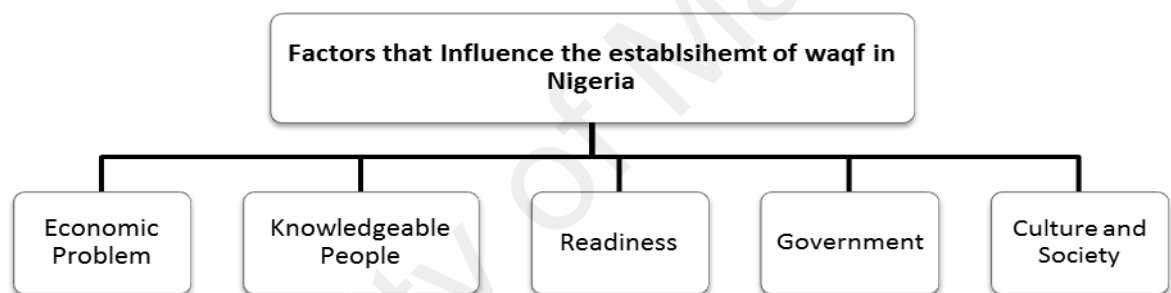 Factors that Influence the establsihemt of waqf in
Nigeria
Economic
Problem
Knowledgeable
People
Readiness
Government
Culture and
Society